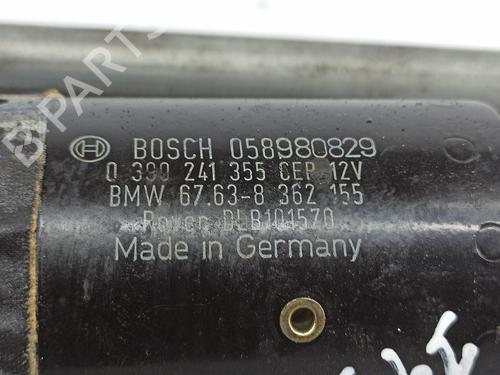 BOSCH 058980829
0 390 241 355 CEP 12V
BMW 67.63-8 362 155
Rover DLB101570
Made in Germany